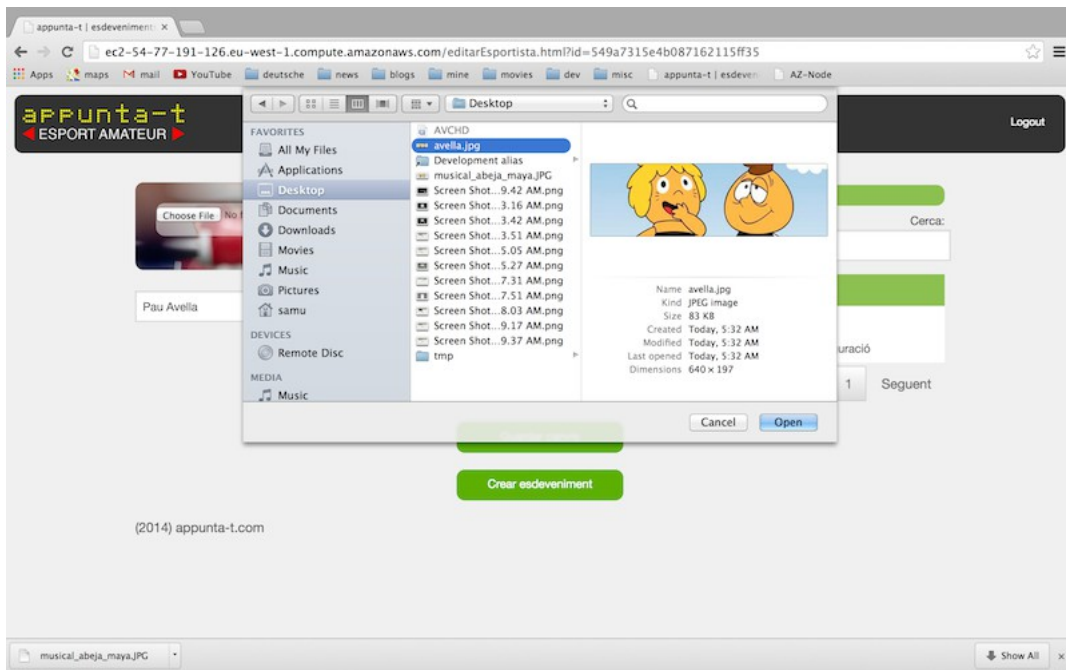 appunta-t | esdeveniment
ec2-54-77-191-126.eu-west-1.compute.amazonaws.com/editarEsportista.html?id=549a7315e4b087162115ff35
Apps maps mail YouTube deutsche news blogs mine movies dev misc appunta-t | esdeven AZ-Node
appunta-t
ESPORT AMATEUR
Logout
Desktop
FAVORITES
All My Files
Applications
Desktop
Documents
Downloads
Movies
Music
Pictures
samu
DEVICES
Remote Disc
MEDIA
Music
AVCHD
avella.jpg
Development alias
musical_abeja_maya.JPG
Screen Shot...9.42 AM.png
Screen Shot...3.16 AM.png
Screen Shot...3.42 AM.png
Screen Shot...3.51 AM.png
Screen Shot...5.05 AM.png
Screen Shot...5.27 AM.png
Screen Shot...7.31 AM.png
Screen Shot...7.51 AM.png
Screen Shot...8.03 AM.png
Screen Shot...9.17 AM.png
Screen Shot...9.37 AM.png
tmp
Name avella.jpg
Kind JPEG image
Size 83 KB
Created Today, 5:32 AM
Modified Today, 5:32 AM
Last opened Today, 5:32 AM
Dimensions 640 × 197
Cancel Open
Choose File No
Pau Avella
Cerca:
uració
1 Seguent
Crear esdeveniment
(2014) appunta-t.com
musical_abeja_maya.JPG
Show All